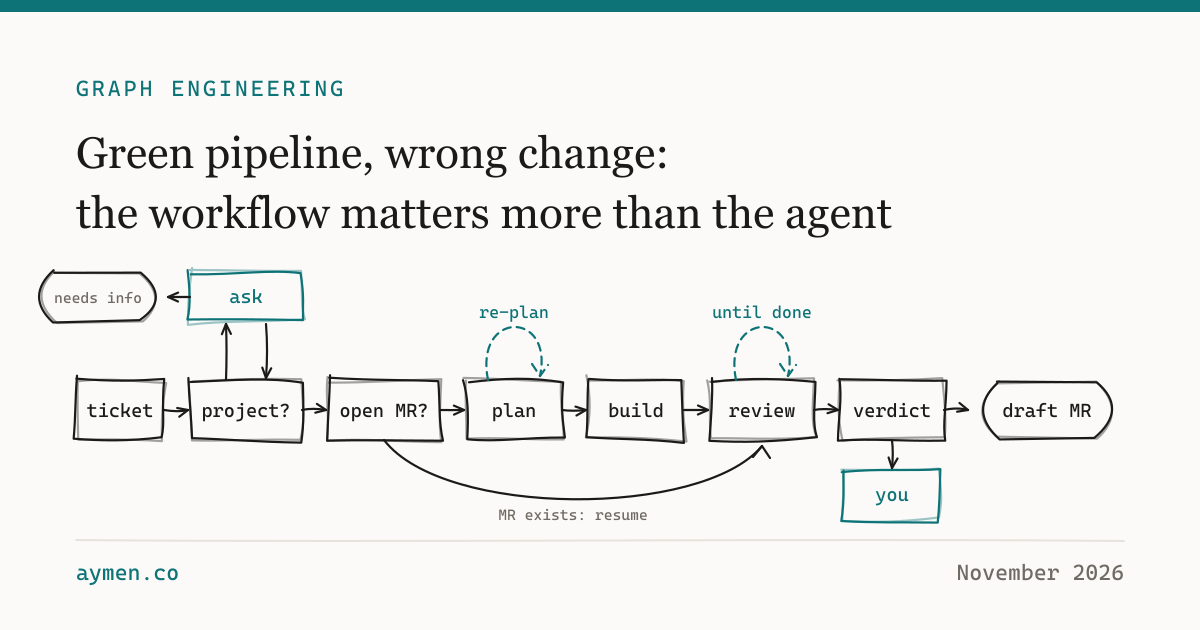 GRAPH ENGINEERING
Green pipeline, wrong change:
the workflow matters more than the agent
needs info
ask
re-plan
until done
ticket
project?
open MR?
plan
build
review
verdict
draft MR
you
MR exists: resume
aymen.co
November 2026